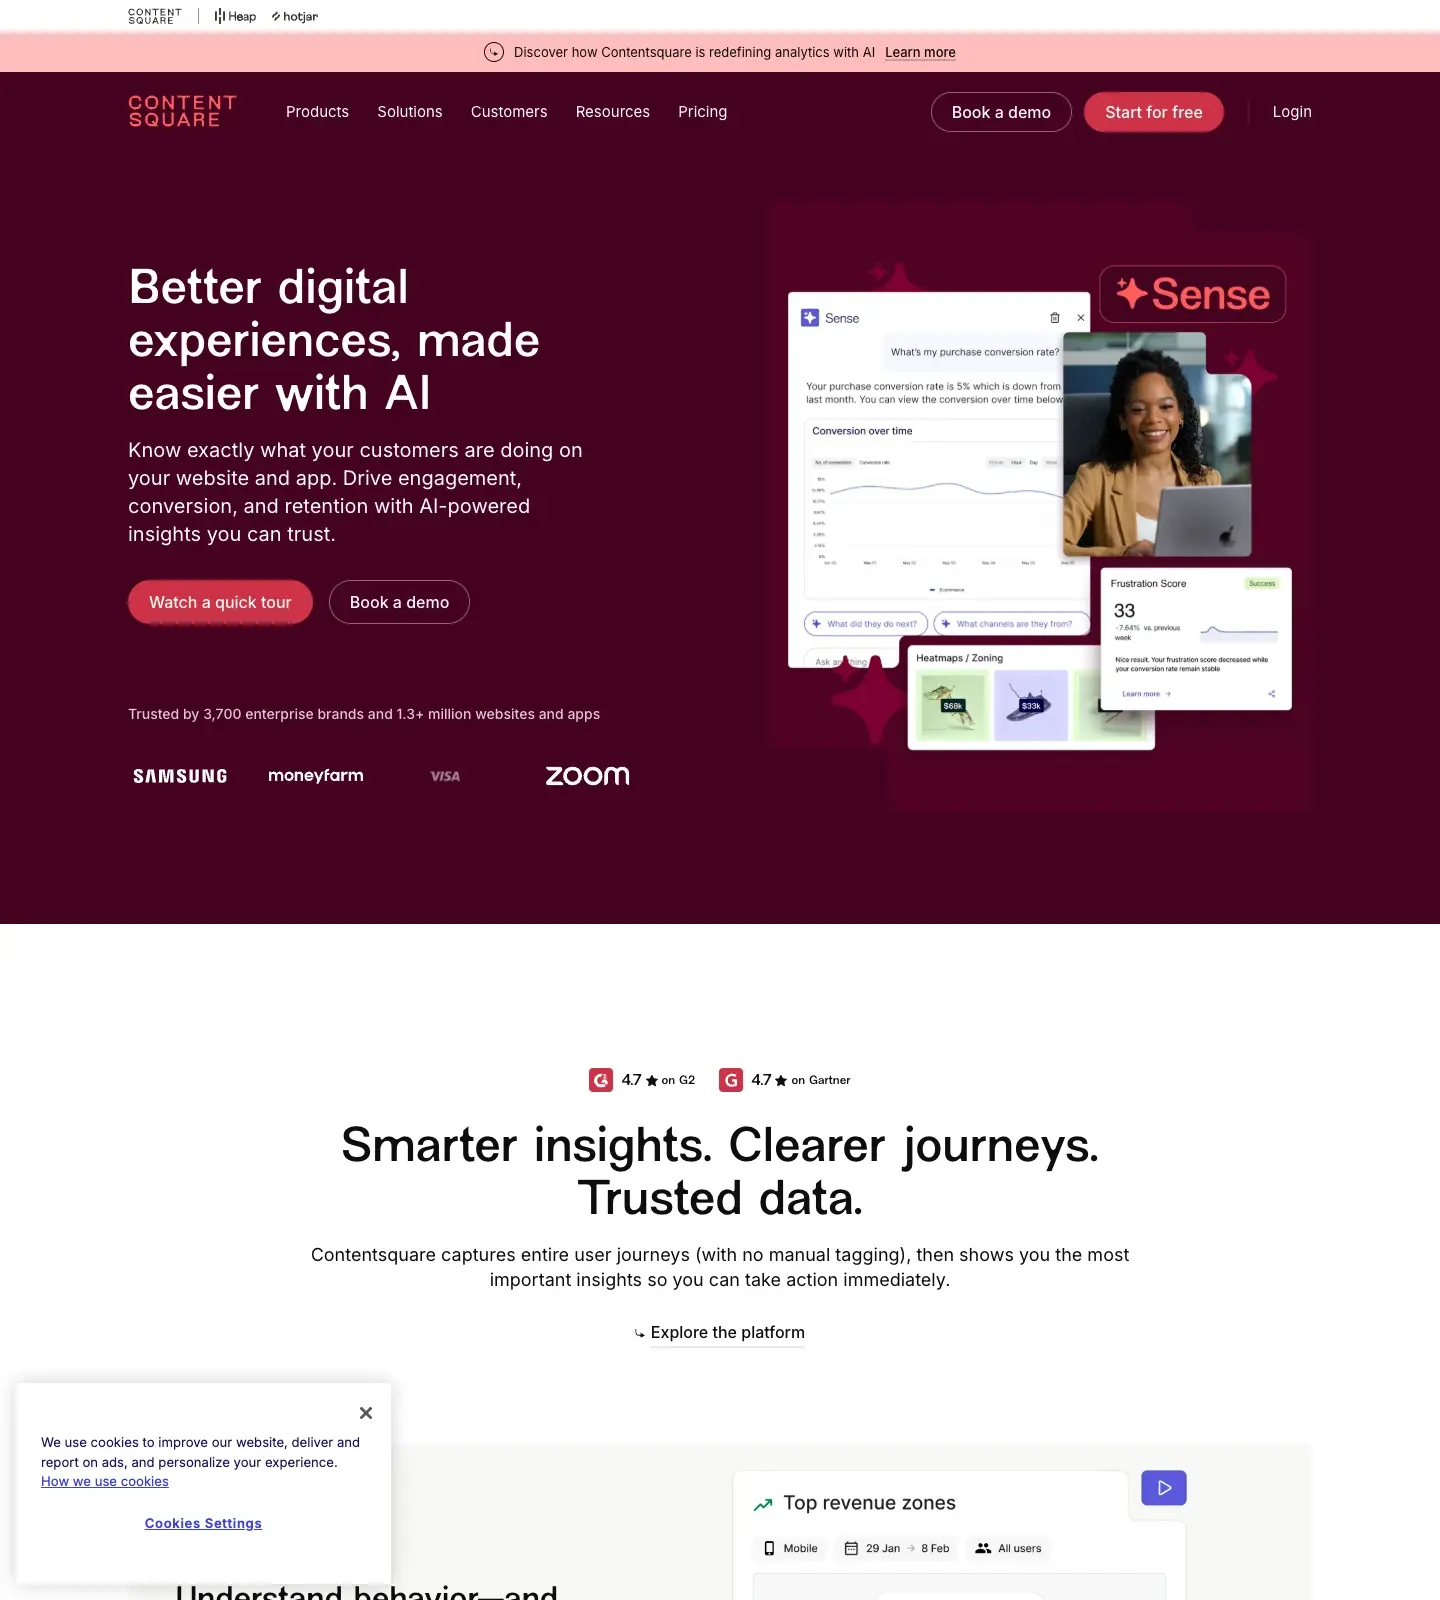 CONTENT
SQUARE
Heap
hotjar
Discover how Contentsquare is redefining analytics with AI Learn more
CONTENT
SQUARE
Products Solutions Customers Resources Pricing
Book a demo Start for free Login
Better digital
experiences, made
easier with AI
Know exactly what your customers are doing on
your website and app. Drive engagement,
conversion, and retention with AI-powered
insights you can trust.
Watch a quick tour Book a demo
Trusted by 3,700 enterprise brands and 1.3+ million websites and apps
SAMSUNG moneyfarm VISA zoom
Sense
Sense
What's my purchase conversion rate?
Your purchase conversion rate is 5% which is down from
last month. You can view the conversion over time below
Conversion over time
No. of conversion Conversion rate
Minute Hour Day
Ecommerce
What did they do next? What channels are they from?
Ask anything
Heatmaps / Zoning
$68k $33k
Frustration Score
Success
33
-7.64% vs. previous
week
Nice result. Your frustration score decreased while
your conversion rate remain stable
Learn more
4.7 on G2 G 4.7 on Gartner
Smarter insights. Clearer journeys.
Trusted data.
Contentsquare captures entire user journeys (with no manual tagging), then shows you the most
important insights so you can take action immediately.
Explore the platform
We use cookies to improve our website, deliver and
report on ads, and personalize your experience.
How we use cookies
Cookies Settings
Understand behavior—and
Top revenue zones
Mobile 29 Jan → 8 Feb All users